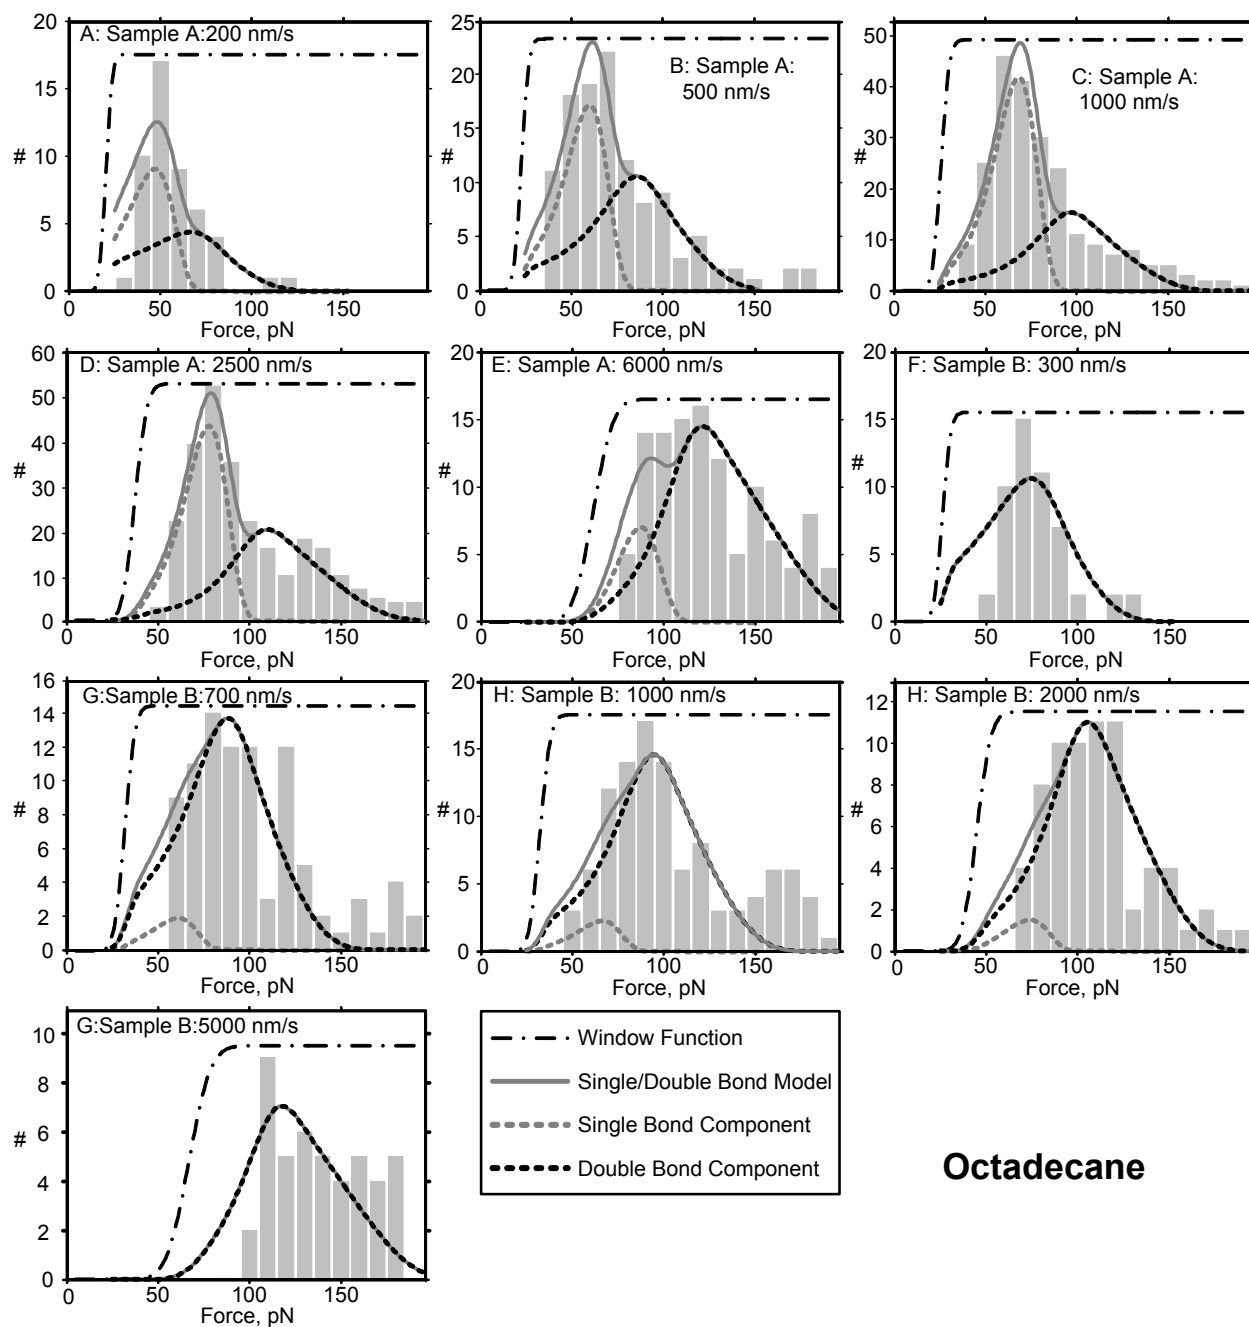 A: Sample A:200 nm/s
20
15
10
5
0
#
0 50 100 150
Force, pN
B: Sample A:
500 nm/s
25
20
15
10
5
0
#
0 50 100 150
Force, pN
C: Sample A:
1000 nm/s
50
40
30
20
10
0
#
0 50 100 150
Force, pN
D: Sample A: 2500 nm/s
60
50
40
30
20
10
0
#
0 50 100 150
Force, pN
E: Sample A: 6000 nm/s
20
15
10
5
0
#
0 50 100 150
Force, pN
F: Sample B: 300 nm/s
20
15
10
5
0
#
0 50 100 150
Force, pN
G:Sample B:700 nm/s
16
14
12
10
8
6
4
2
0
#
0 50 100 150
Force, pN
H: Sample B: 1000 nm/s
20
15
10
5
0
#
0 50 100 150
Force, pN
H: Sample B: 2000 nm/s
12
10
8
6
4
2
0
#
0 50 100 150
Force, pN
G:Sample B:5000 nm/s
10
8
6
4
2
0
#
0 50 100 150
Force, pN
Window Function
Single/Double Bond Model
Single Bond Component
Double Bond Component
Octadecane